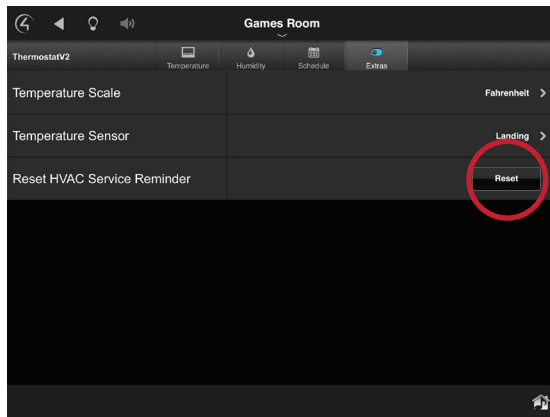 Games Room
ThermostatV2
Temperature
Humidity
Schedule
Extras
Temperature Scale
Fahrenheit
Temperature Sensor
Landing
Reset HVAC Service Reminder
Reset